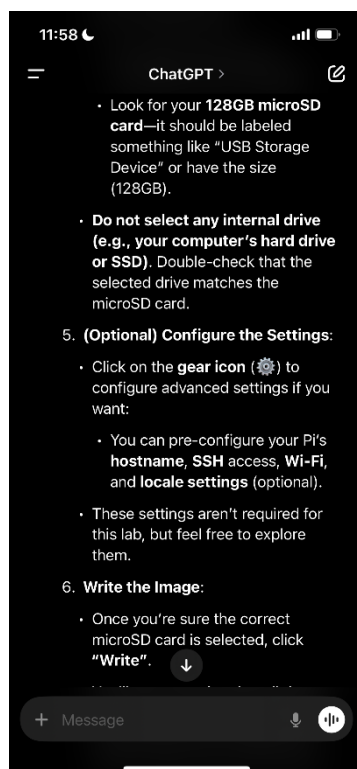 11:58
ChatGPT >
• Look for your 128GB microSD
card—it should be labeled
something like “USB Storage
Device” or have the size
(128GB).
• Do not select any internal drive
(e.g., your computer’s hard drive
or SSD). Double-check that the
selected drive matches the
microSD card.
5. (Optional) Configure the Settings:
• Click on the gear icon (⚙️) to
configure advanced settings if you
want:
• You can pre-configure your Pi’s
hostname, SSH access, Wi-Fi,
and locale settings (optional).
• These settings aren’t required for
this lab, but feel free to explore
them.
6. Write the Image:
• Once you’re sure the correct
microSD card is selected, click
“Write”.
Message